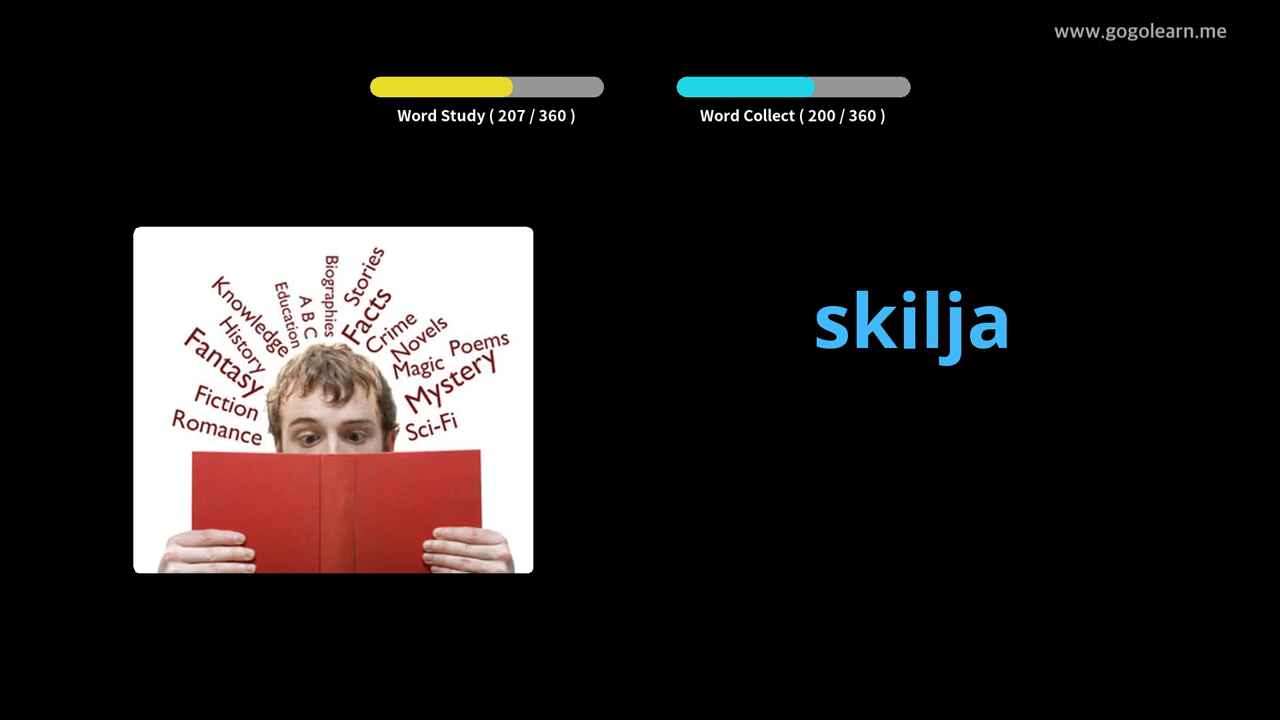 www.gogolearn.me
Word Study ( 207 / 360 )
Word Collect ( 200 / 360 )
Stories
Biographies
A B C
Education
Knowledge
Facts
Crime
Novels
Poems
History
Magic
Fantasy
Mystery
Fiction
Romance
Sci-Fi
skilja